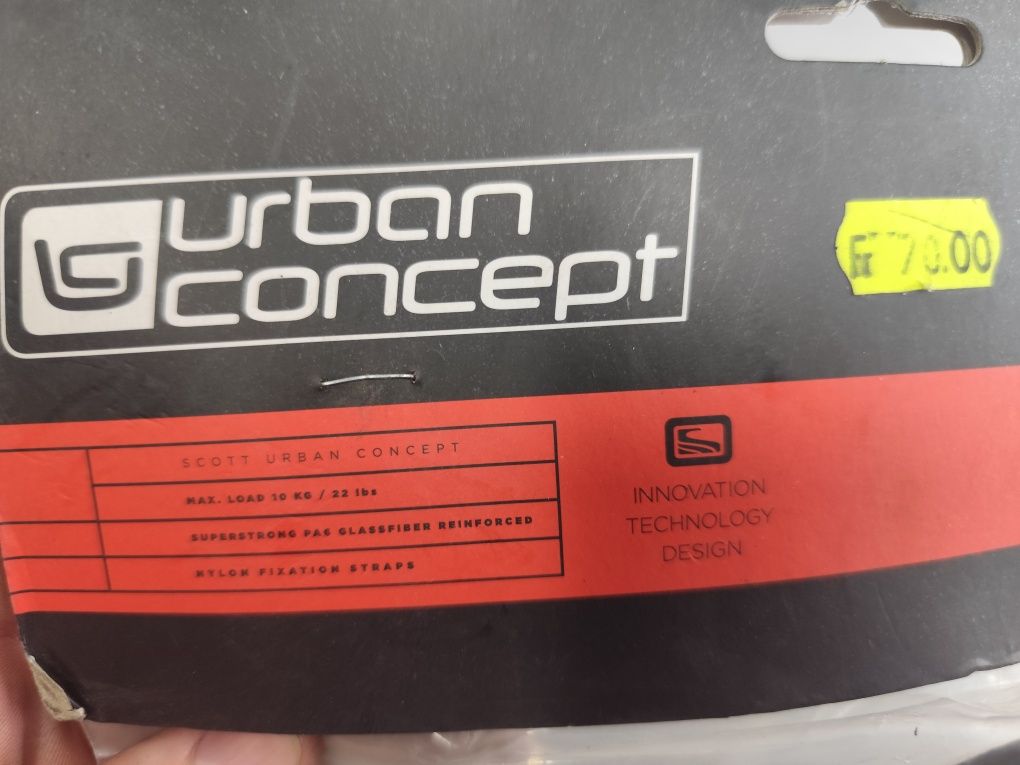 urban
concept
Fr 70.00
SCOTT URBAN CONCEPT
MAX. LOAD 10 KG / 22 lbs
SUPERSTRONG PA6 GLASSFIBER REINFORCED
NYLON FIXATION STRAPS
INNOVATION
TECHNOLOGY
DESIGN